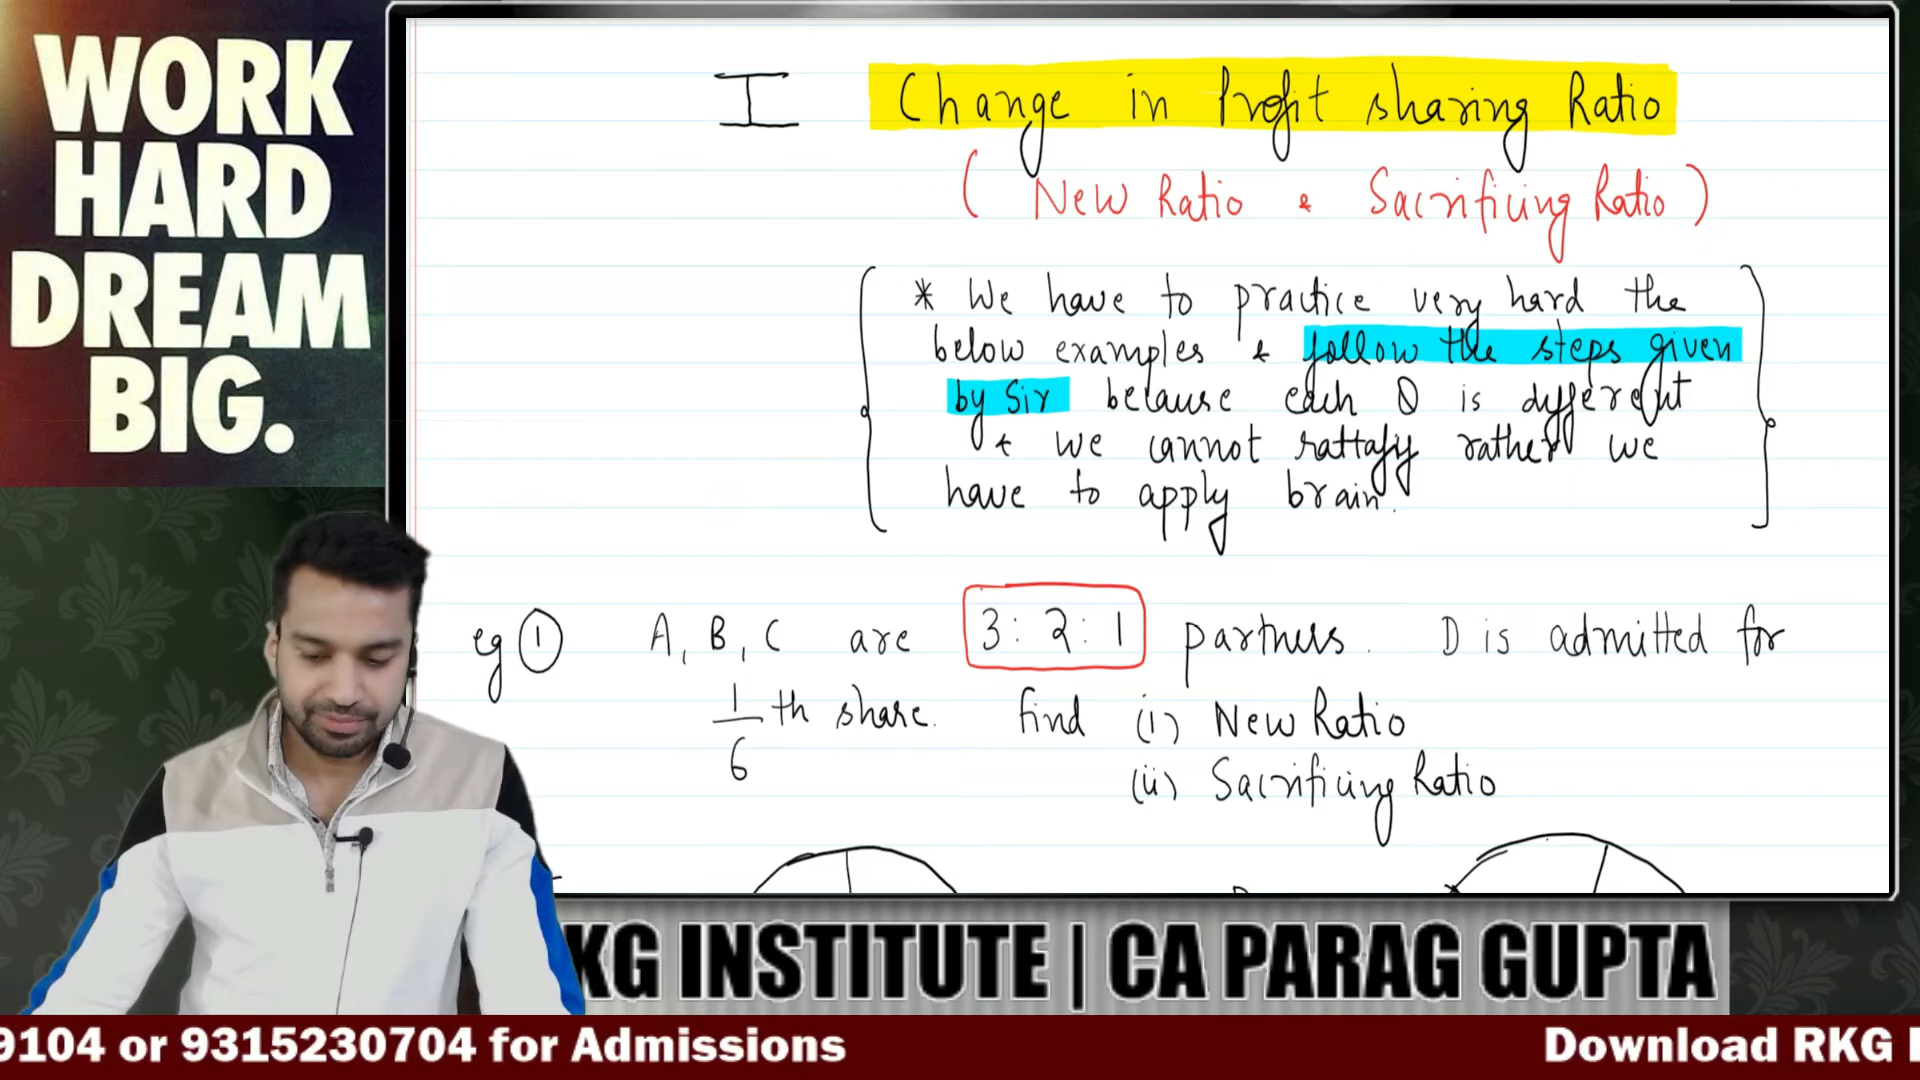 WORK
HARD
DREAM
BIG.
I Change in Profit sharing Ratio
( New Ratio & Sacrificing Ratio )
* We have to practice very hard the
below examples & follow the steps given
by Sir because each Q is different
& we cannot rattafy rather we
have to apply brain.
eg 1 A, B, C are 3 : 2 : 1 partners. D is admitted for
1/6 th share. find (i) New Ratio
(ii) Sacrificing Ratio
KG INSTITUTE | CA PARAG GUPTA
9104 or 9315230704 for Admissions Download RKG